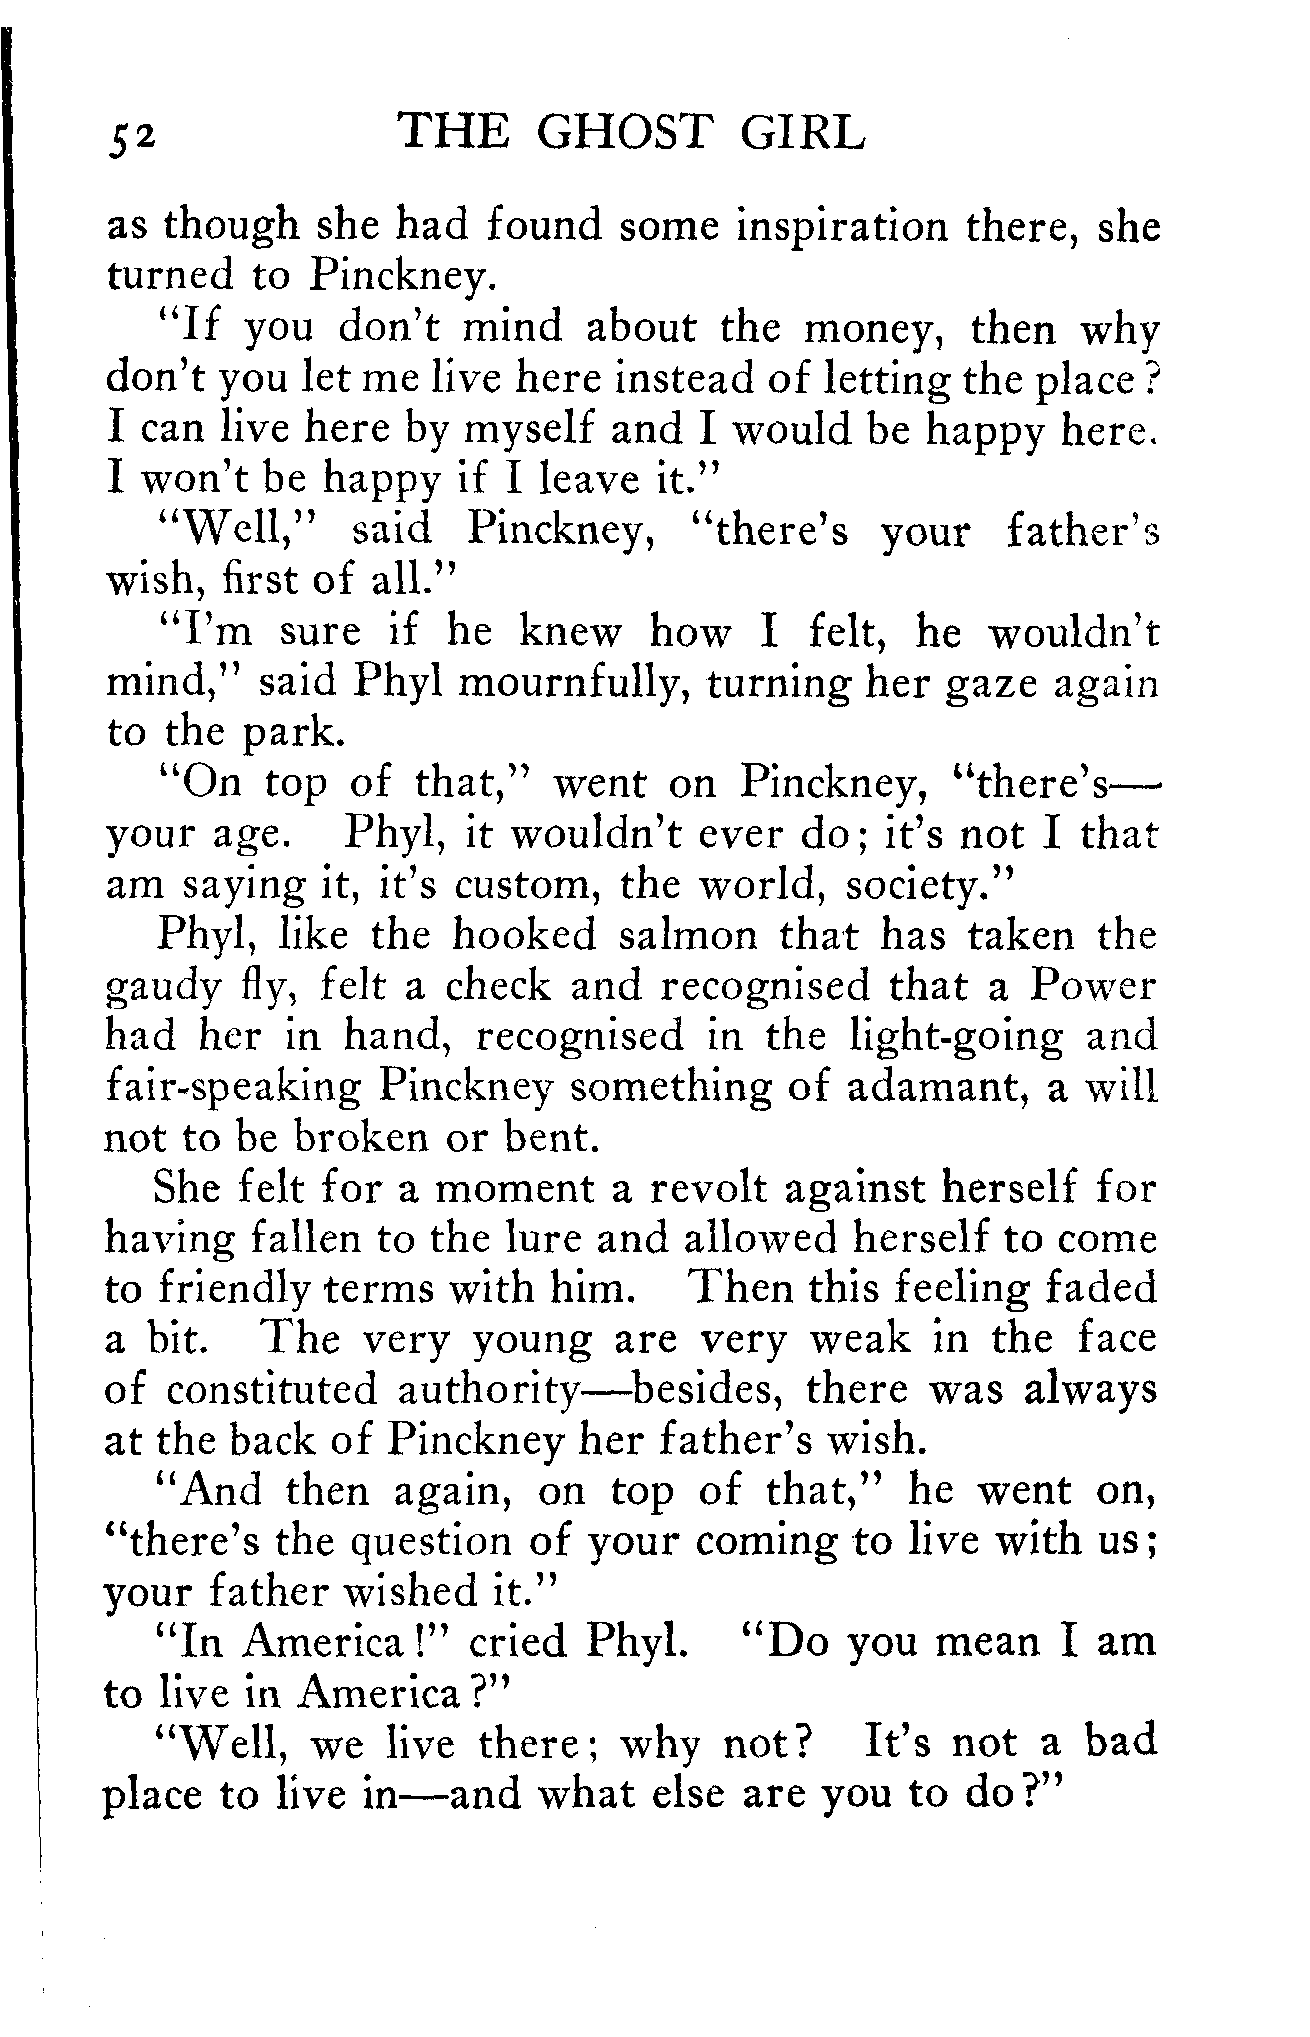 52 THE GHOST GIRL
as though she had found some inspiration there, she
turned to Pinckney.
"If you don't mind about the money, then why
don't you let me live here instead of letting the place?
I can live here by myself and I would be happy here.
I won't be happy if I leave it."
"Well," said Pinckney, "there's your father's
wish, first of all."
"I'm sure if he knew how I felt, he wouldn't
mind," said Phyl mournfully, turning her gaze again
to the park.
"On top of that," went on Pinckney, "there's—
your age. Phyl, it wouldn't ever do; it's not I that
am saying it, it's custom, the world, society."
Phyl, like the hooked salmon that has taken the
gaudy fly, felt a check and recognised that a Power
had her in hand, recognised in the light-going and
fair-speaking Pinckney something of adamant, a will
not to be broken or bent.
She felt for a moment a revolt against herself for
having fallen to the lure and allowed herself to come
to friendly terms with him. Then this feeling faded
a bit. The very young are very weak in the face
of constituted authority—besides, there was always
at the back of Pinckney her father's wish.
"And then again, on top of that," he went on,
"there's the question of your coming to live with us;
your father wished it."
"In America!" cried Phyl. "Do you mean I am
to live in America?"
"Well, we live there; why not? It's not a bad
place to live in—and what else are you to do?"